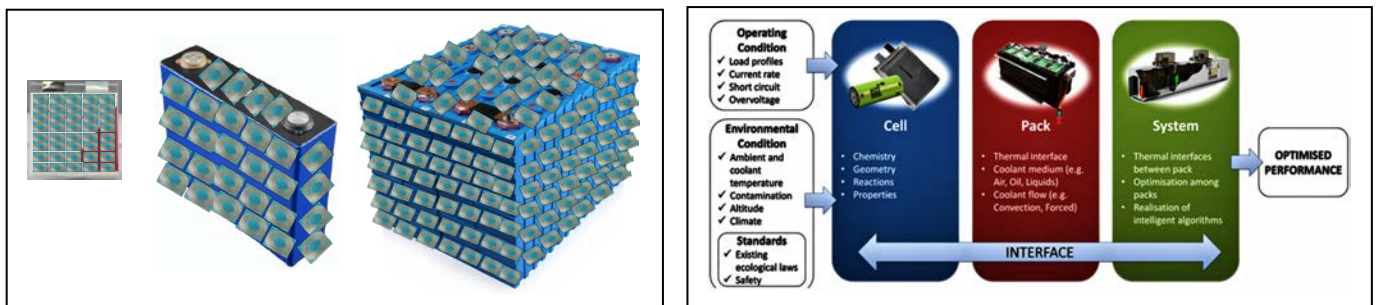 Operating
Condition
✓ Load profiles
✓ Current rate
✓ Short circuit
✓ Overvoltage
Environmental
Condition
✓ Ambient and
coolant
temperature
✓ Contamination
✓ Altitude
✓ Climate
Standards
✓ Existing
ecological laws
✓ Safety
Cell
• Chemistry
• Geometry
• Reactions
• Properties
Pack
• Thermal interface
• Coolant medium (e.g.
Air, Oil, Liquids)
• Coolant flow (e.g.
Convection, Forced)
System
• Thermal interfaces
between pack
• Optimisation among
packs
• Realisation of
intelligent algorithms
INTERFACE
OPTIMISED
PERFORMANCE